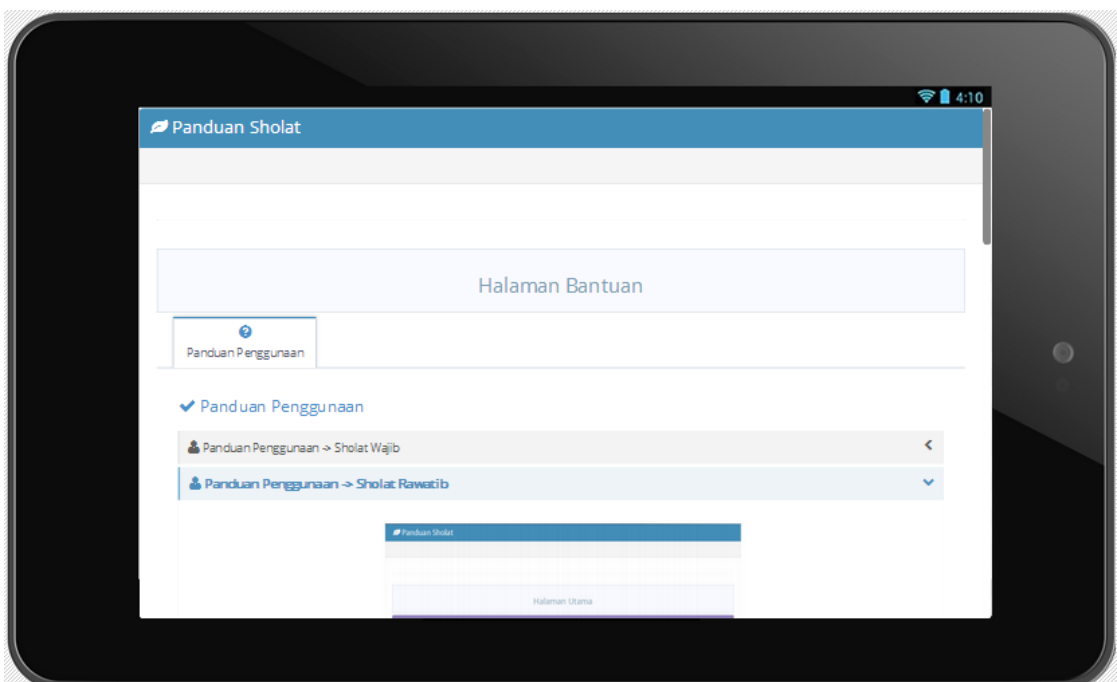 4:10
Panduan Sholat
Halaman Bantuan
Panduan Penggunaan
Panduan Penggunaan
Panduan Penggunaan -> Sholat Wajib
Panduan Penggunaan -> Sholat Rawatib
Panduan Sholat
Halaman Utama